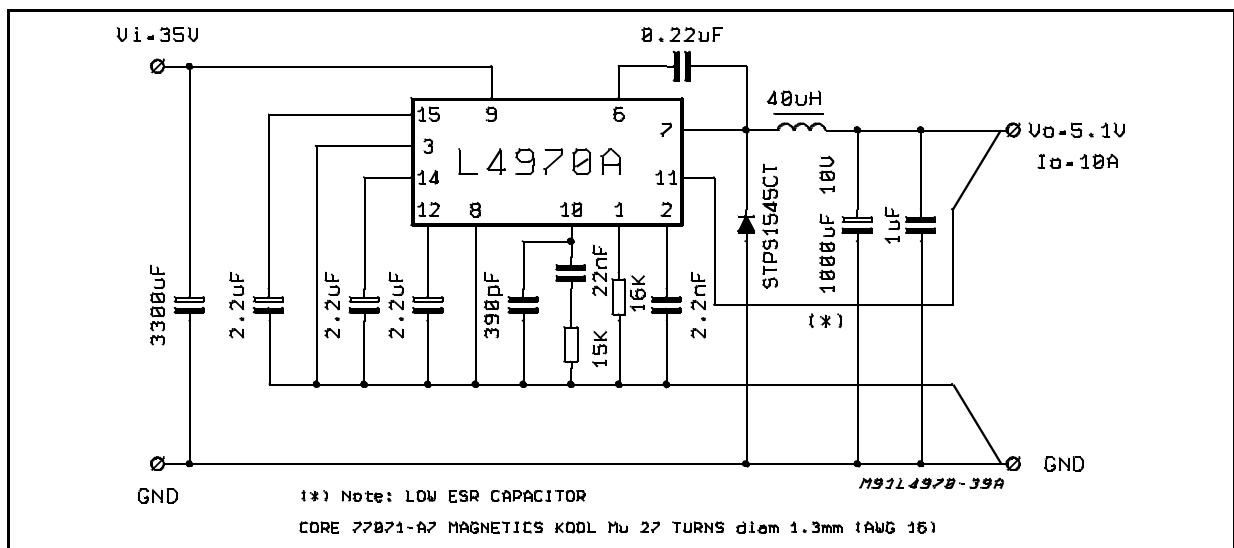 Vi=35V
0.22uF
15
9
6
40uH
3
7
Vo=5.1V
L4970A
Io=10A
14
11
12
8
10
1
2
3300uF
2.2uF
2.2uF
2.2uF
390pF
22nF
15K
16K
2.2nF
STPS1545CT
1000uF 10V
1uF
(*)
GND
GND
M91L4970-39A
(*) Note: LOW ESR CAPACITOR
CORE 77071-A7 MAGNETICS KOOL Mu 27 TURNS diam 1.3mm (AWG 16)